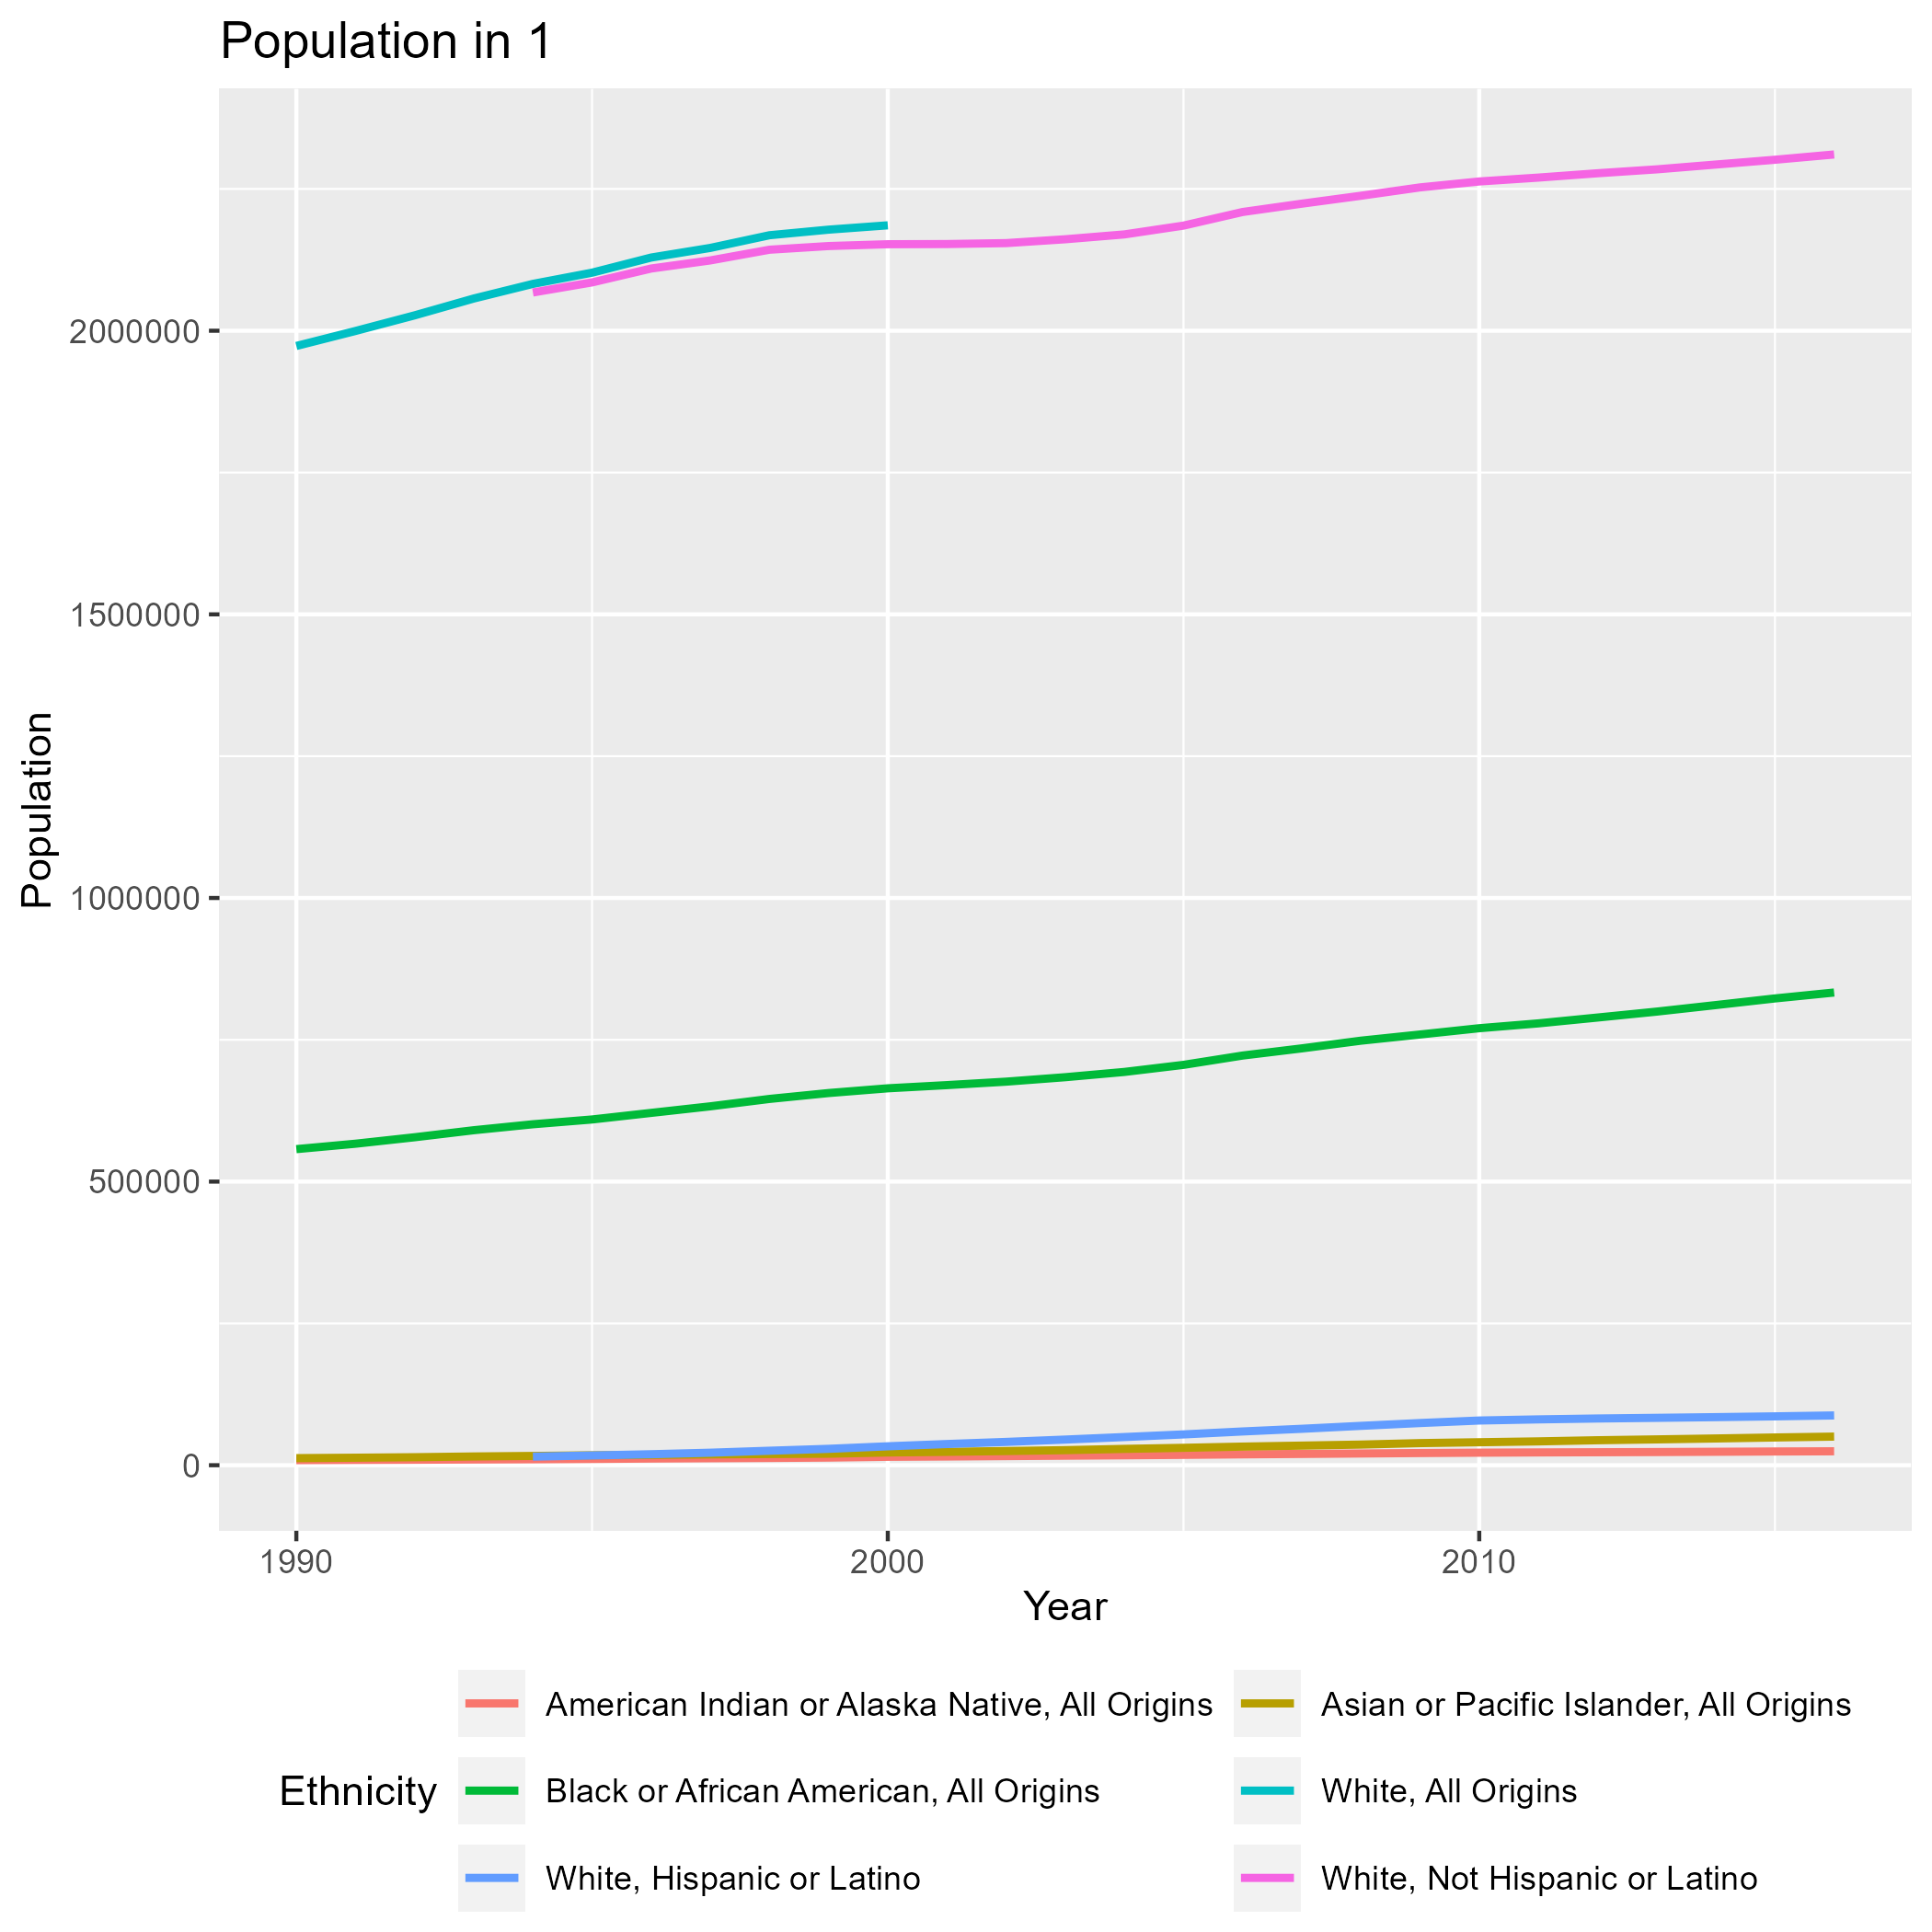 Population in 1
Population
2000000
1500000
1000000
500000
0
1990 2000 2010
Year
Ethnicity
American Indian or Alaska Native, All Origins
Asian or Pacific Islander, All Origins
Black or African American, All Origins
White, All Origins
White, Hispanic or Latino
White, Not Hispanic or Latino